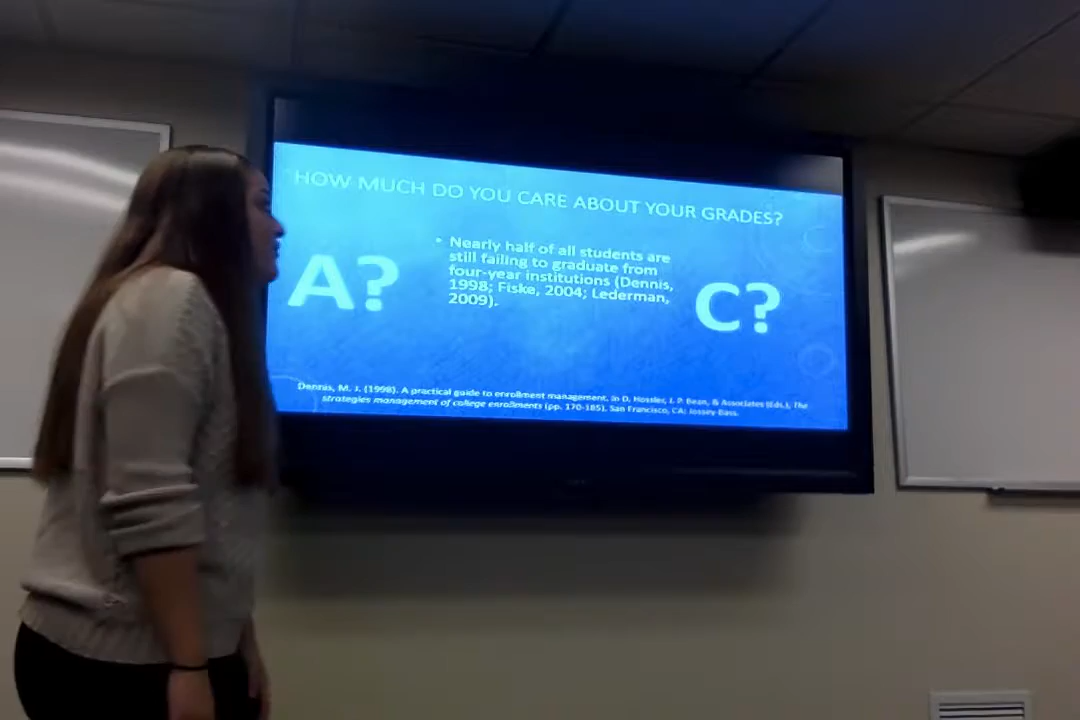 HOW MUCH DO YOU CARE ABOUT YOUR GRADES?
A?
• Nearly half of all students are
still failing to graduate from
four-year institutions (Dennis,
1998; Fiske, 2004; Lederman,
2009).
C?
Dennis, M. J. (1998). A practical guide to enrollment management. In D. Hossler, J. P. Bean, & Associates (Eds.), The
strategies management of college enrollments (pp. 170-185). San Francisco, CA: Jossey-Bass.